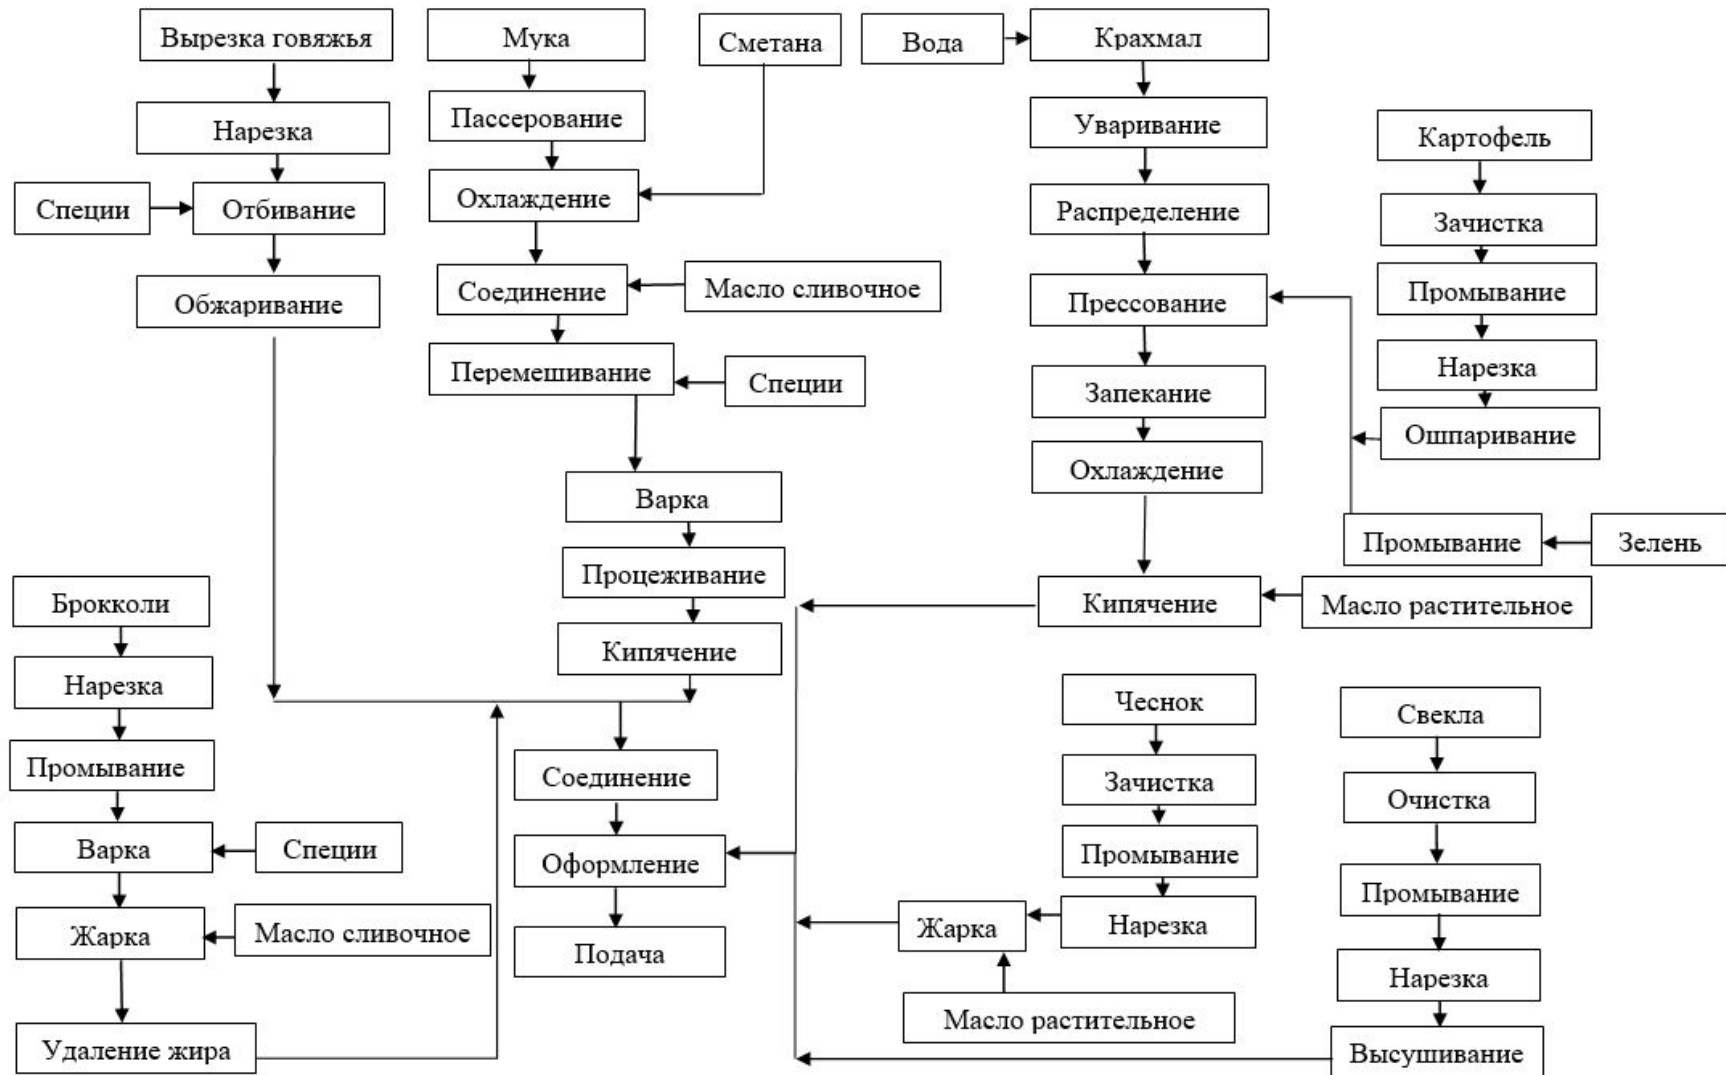 Вырезка говяжья
Нарезка
Специи
Отбивание
Обжаривание
Мука
Пассерование
Сметана
Охлаждение
Соединение
Масло сливочное
Перемешивание
Специи
Варка
Процеживание
Кипячение
Вода
Крахмал
Уваривание
Распределение
Прессование
Запекание
Охлаждение
Кипячение
Масло растительное
Картофель
Зачистка
Промывание
Нарезка
Ошпаривание
Промывание
Зелень
Брокколи
Нарезка
Промывание
Варка
Специи
Жарка
Масло сливочное
Удаление жира
Соединение
Оформление
Подача
Чеснок
Зачистка
Промывание
Нарезка
Жарка
Масло растительное
Свекла
Очистка
Промывание
Нарезка
Высушивание